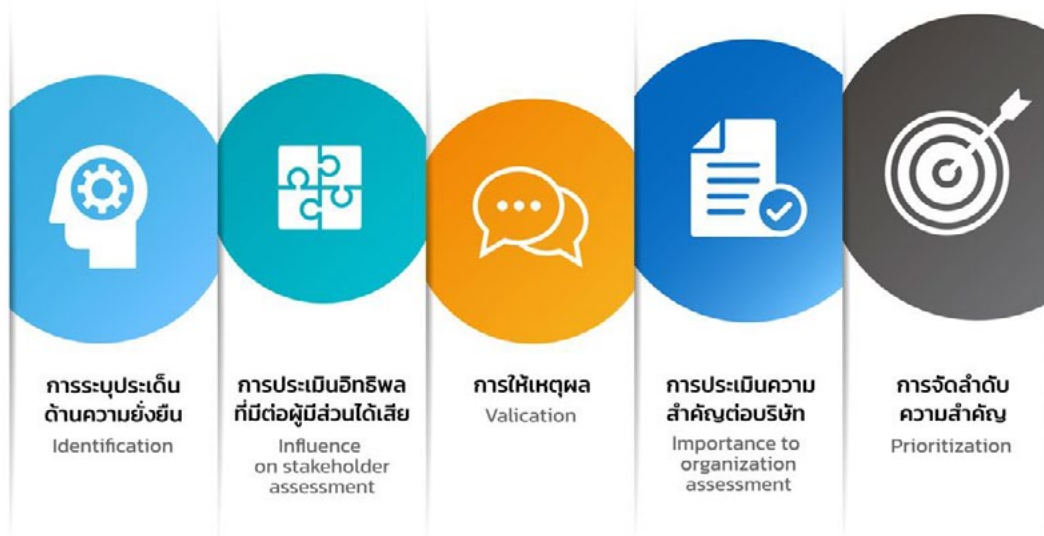 การระบุประเด็น
ด้านความยั่งยืน
Identification
การประเมินอิทธิพล
ที่มีต่อผู้มีส่วนได้เสีย
Influence
on stakeholder
assessment
การให้เหตุผล
Valication
การประเมินความ
สำคัญต่อบริษัท
Importance to
organization
assessment
การจัดลำดับ
ความสำคัญ
Prioritization